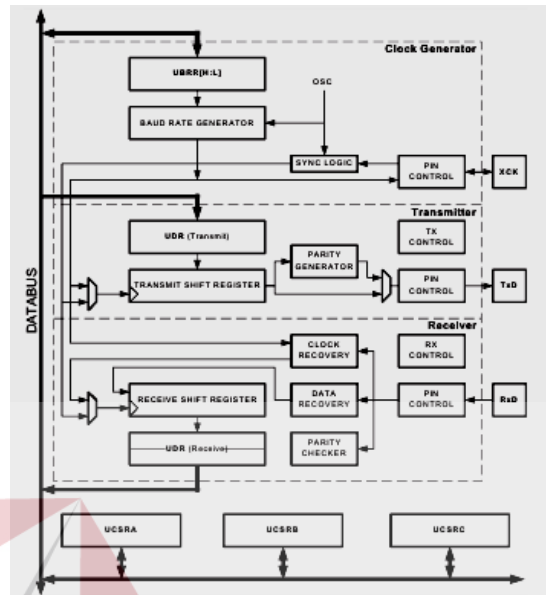 Clock Generator
UBRR[H:L]
OSC
BAUD RATE GENERATOR
SYNC LOGIC
PIN
CONTROL
XCK
Transmitter
UDR (Transmit)
TX
CONTROL
PARITY
GENERATOR
TRANSMIT SHIFT REGISTER
PIN
CONTROL
TxD
DATABUS
Receiver
CLOCK
RECOVERY
RX
CONTROL
RECEIVE SHIFT REGISTER
DATA
RECOVERY
PIN
CONTROL
RxD
UDR (Receive)
PARITY
CHECKER
UCSRA
UCSRB
UCSRC